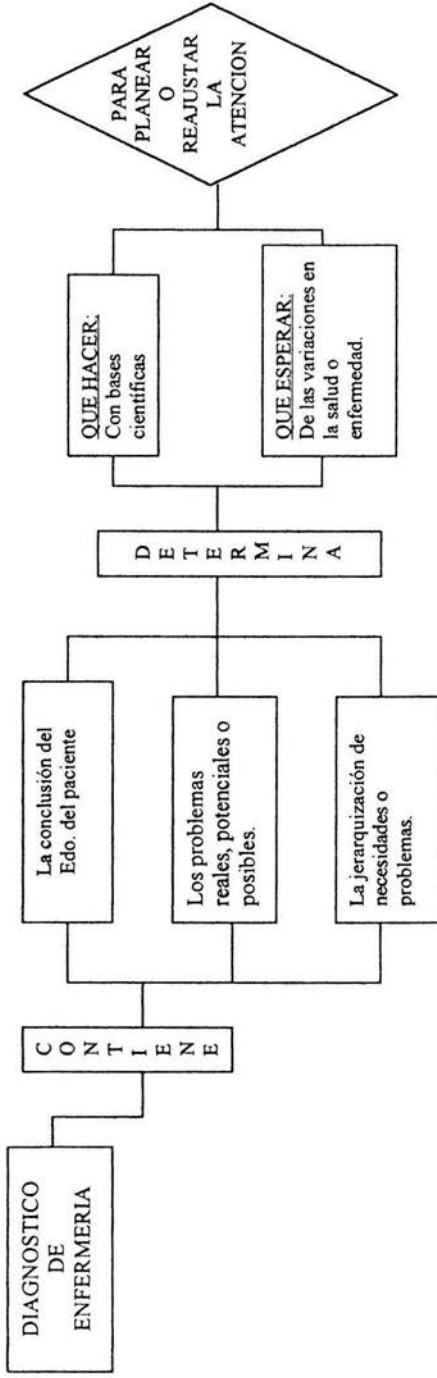 DIAGNOSTICO
DE
ENFERMERIA
C
O
N
T
I
E
N
E
La conclusión del
Edo. del paciente
Los problemas
reales, potenciales o
posibles.
La jerarquización de
necesidades o
problemas.
D
E
T
E
R
M
I
N
A
QUE HACER:
Con bases
científicas
QUE ESPERAR:
De las variaciones en
la salud o
enfermedad.
PARA
PLANEAR
O
REAJUSTAR
LA
ATENCION